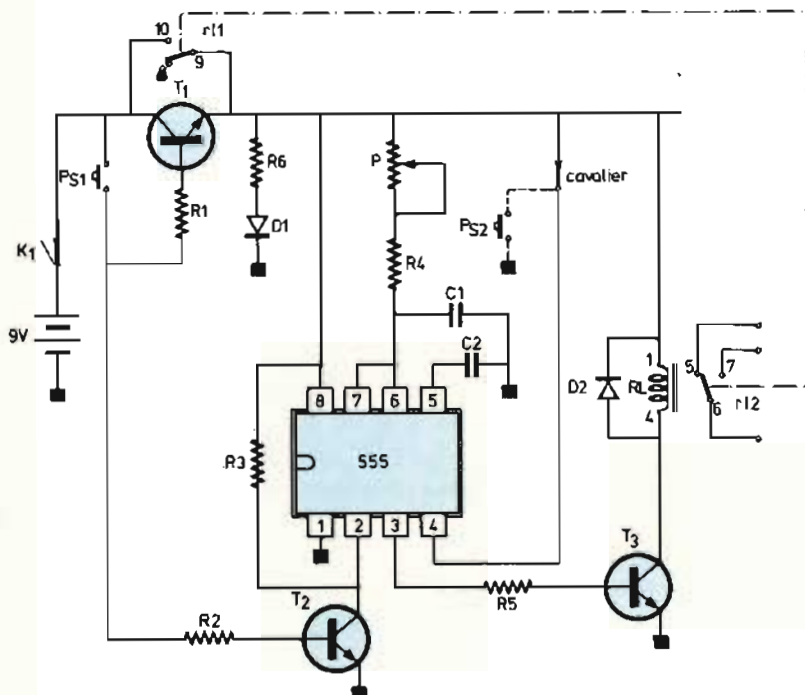 10
rl1
9
T1
PS1
R1
R6
D1
P
R4
PS2
cavalier
K1
9V
C1
C2
R3
8
7
6
5
555
1
2
3
4
D2
1
RL
4
5
7
6
rl2
T3
R5
T2
R2